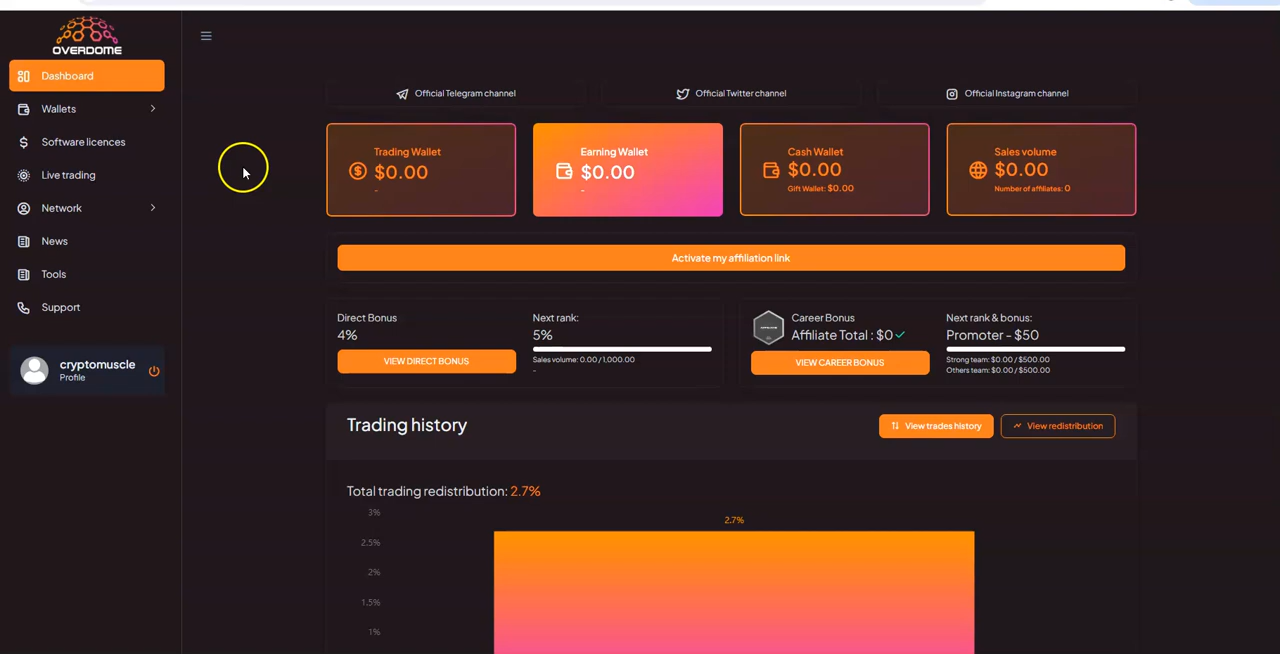 OVERDOME
Dashboard
Wallets
Software licences
Live trading
Network
News
Tools
Support
cryptomuscle
Profile
Official Telegram channel
Official Twitter channel
Official Instagram channel
Trading Wallet
$0.00
-
Earning Wallet
$0.00
-
Cash Wallet
$0.00
Gift Wallet: $0.00
Sales volume
$0.00
Number of affiliates: 0
Activate my affiliation link
Direct Bonus
4%
VIEW DIRECT BONUS
Next rank:
5%
Sales volume: 0.00 / 1,000.00
-
Career Bonus
Affiliate Total : $0
VIEW CAREER BONUS
Next rank & bonus:
Promoter - $50
Strong team: $0.00 / $500.00
Others team: $0.00 / $500.00
Trading history
View trades history
View redistribution
Total trading redistribution: 2.7%
3%
2.7%
2.5%
2%
1.5%
1%